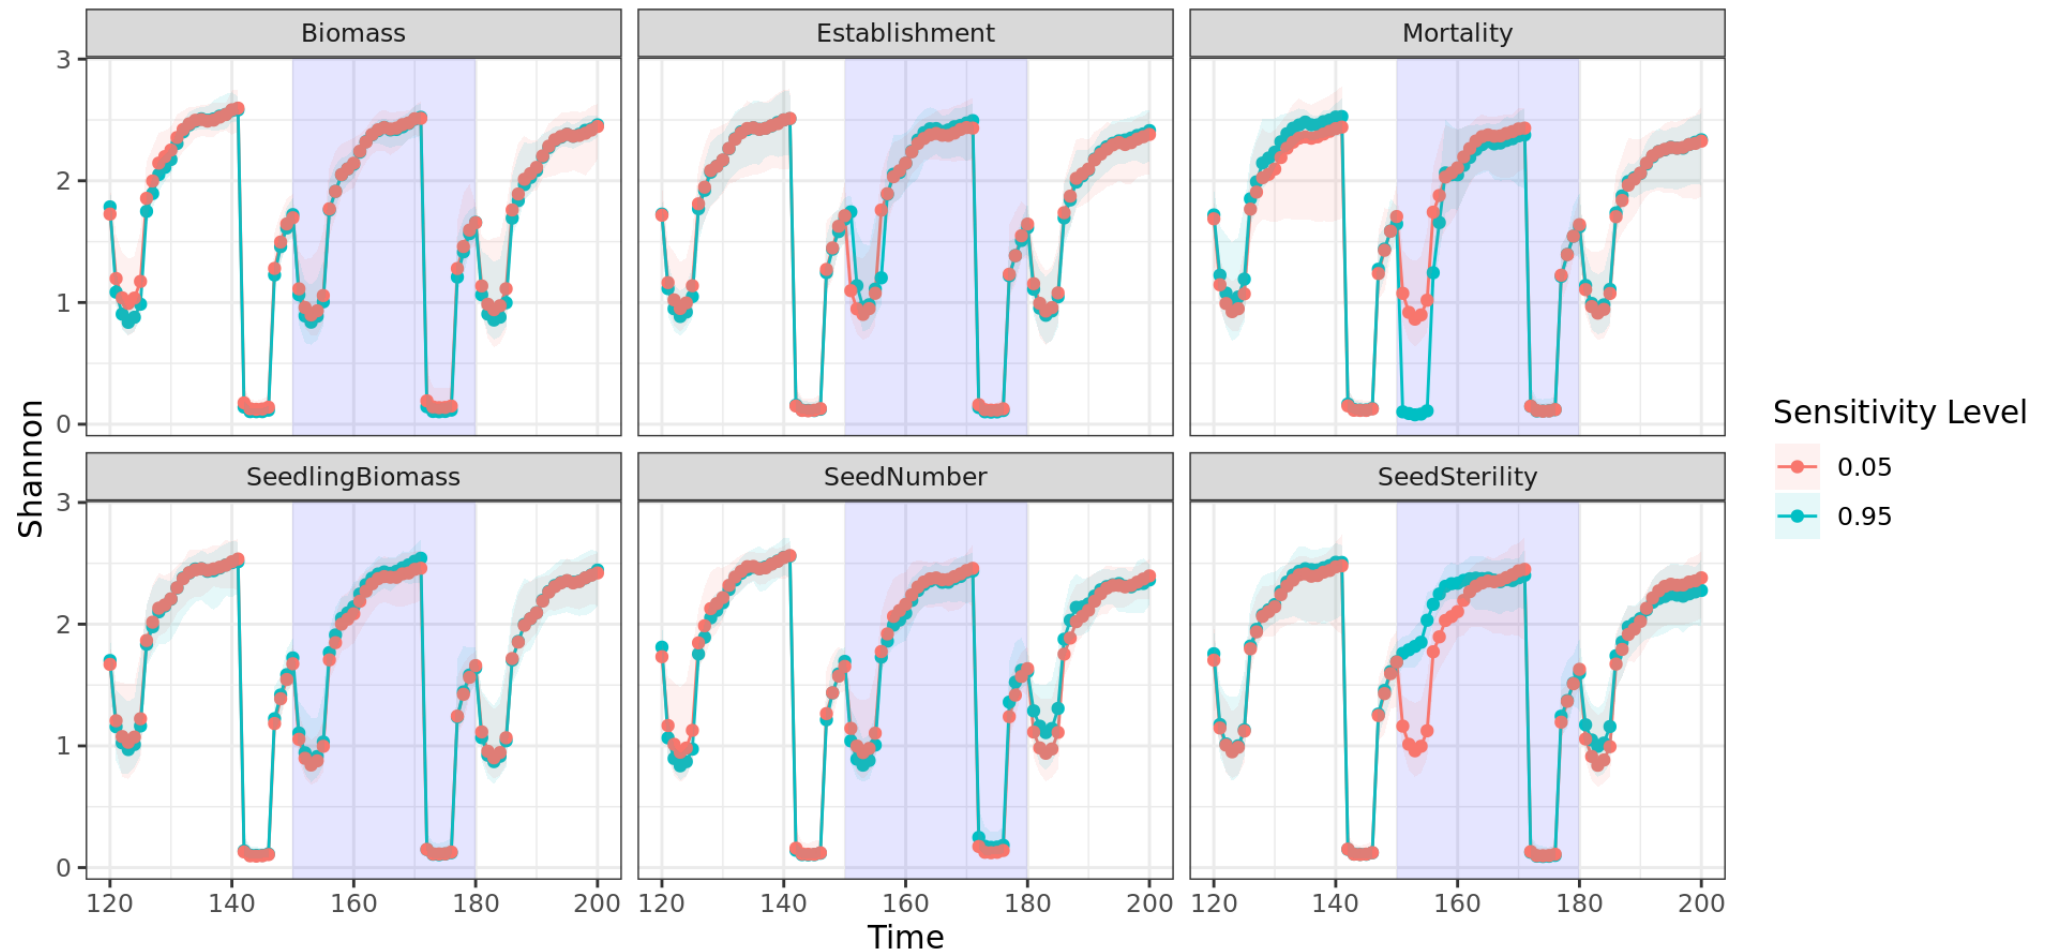 Biomass Establishment Mortality
3
2
1
0
SeedlingBiomass SeedNumber SeedSterility
3
2
1
0
Shannon
120 140 160 180 200 120 140 160 180 200 120 140 160 180 200
Time
Sensitivity Level
0.05
0.95